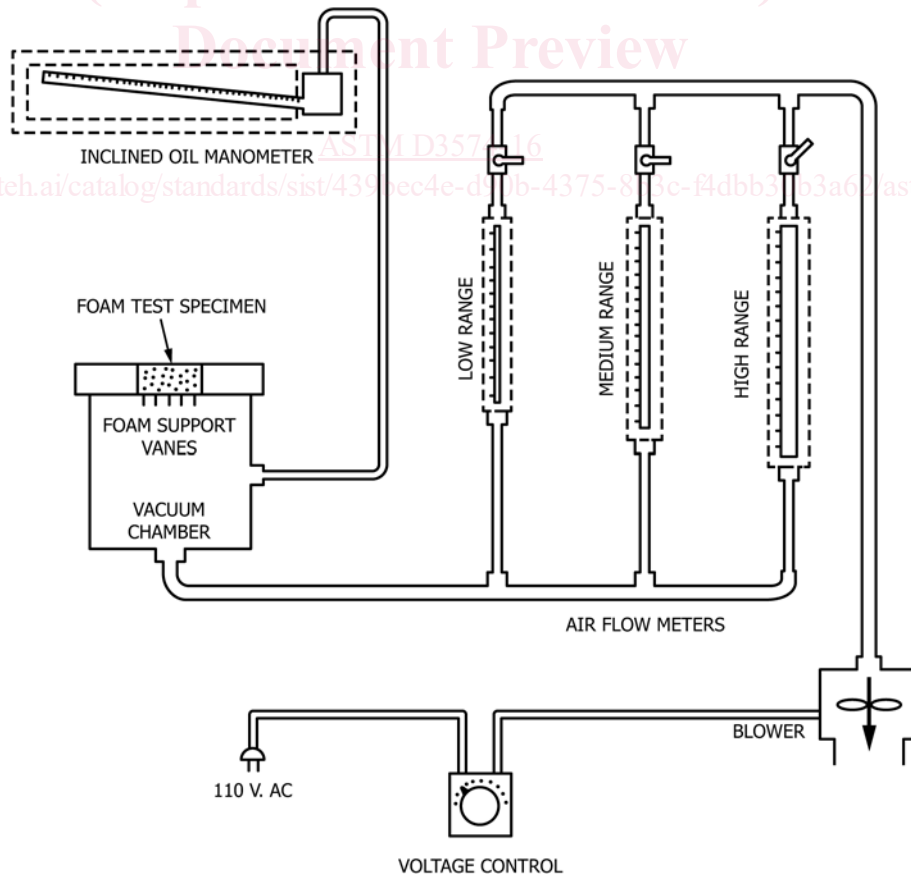 Document Preview
ASTM D3574-16
INCLINED OIL MANOMETER
FOAM TEST SPECIMEN
FOAM SUPPORT
VANES
VACUUM
CHAMBER
LOW RANGE
MEDIUM RANGE
HIGH RANGE
AIR FLOW METERS
BLOWER
110 V. AC
VOLTAGE CONTROL